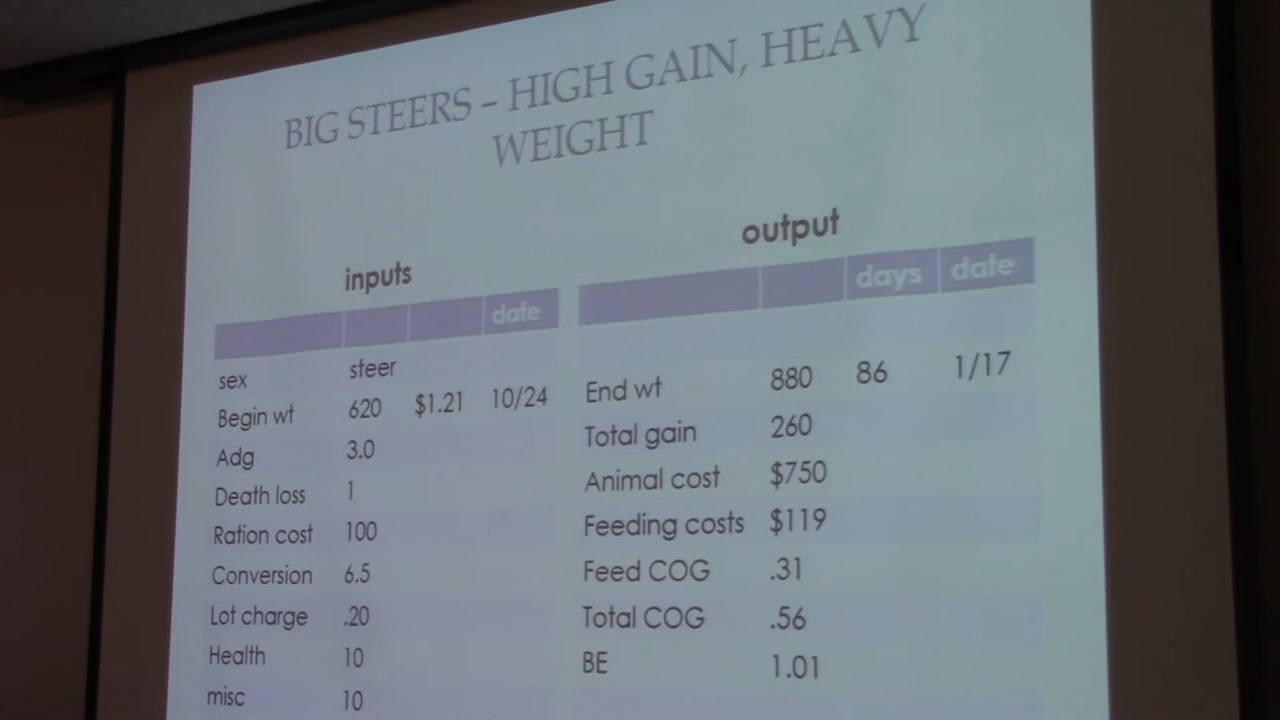 BIG STEERS – HIGH GAIN, HEAVY
WEIGHT
inputs
date
sex steer
Begin wt 620 $1.21 10/24
Adg 3.0
Death loss 1
Ration cost 100
Conversion 6.5
Lot charge .20
Health 10
misc 10
output
days date
End wt 880 86 1/17
Total gain 260
Animal cost $750
Feeding costs $119
Feed COG .31
Total COG .56
BE 1.01